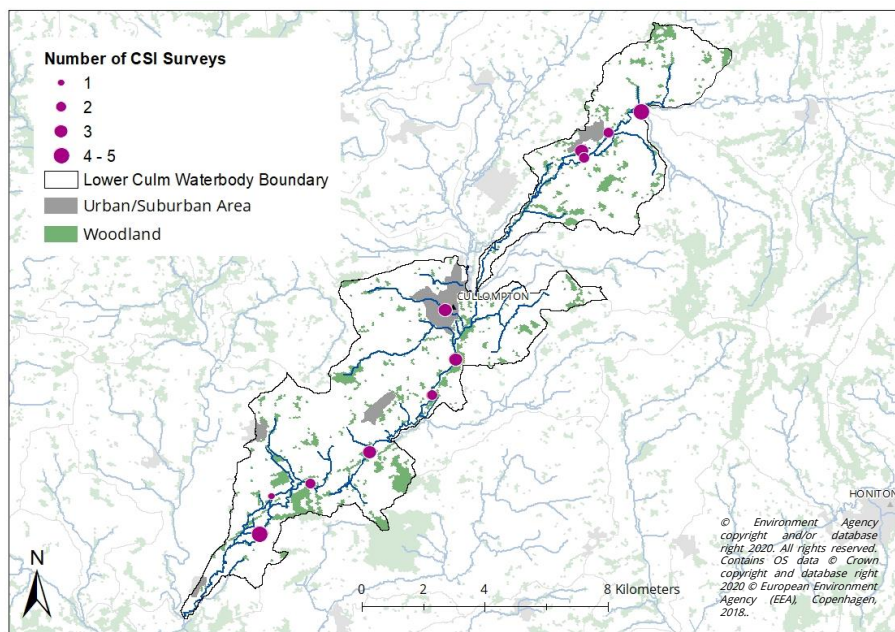 Number of CSI Surveys
1
2
3
4 - 5
Lower Culm Waterbody Boundary
Urban/Suburban Area
Woodland
CULLOMPTON
HONITON
N
0 2 4 8 Kilometers
© Environment Agency
copyright and/or database
right 2020. All rights reserved.
Contains OS data © Crown
copyright and database right
2020 © European Environment
Agency (EEA), Copenhagen,
2018..